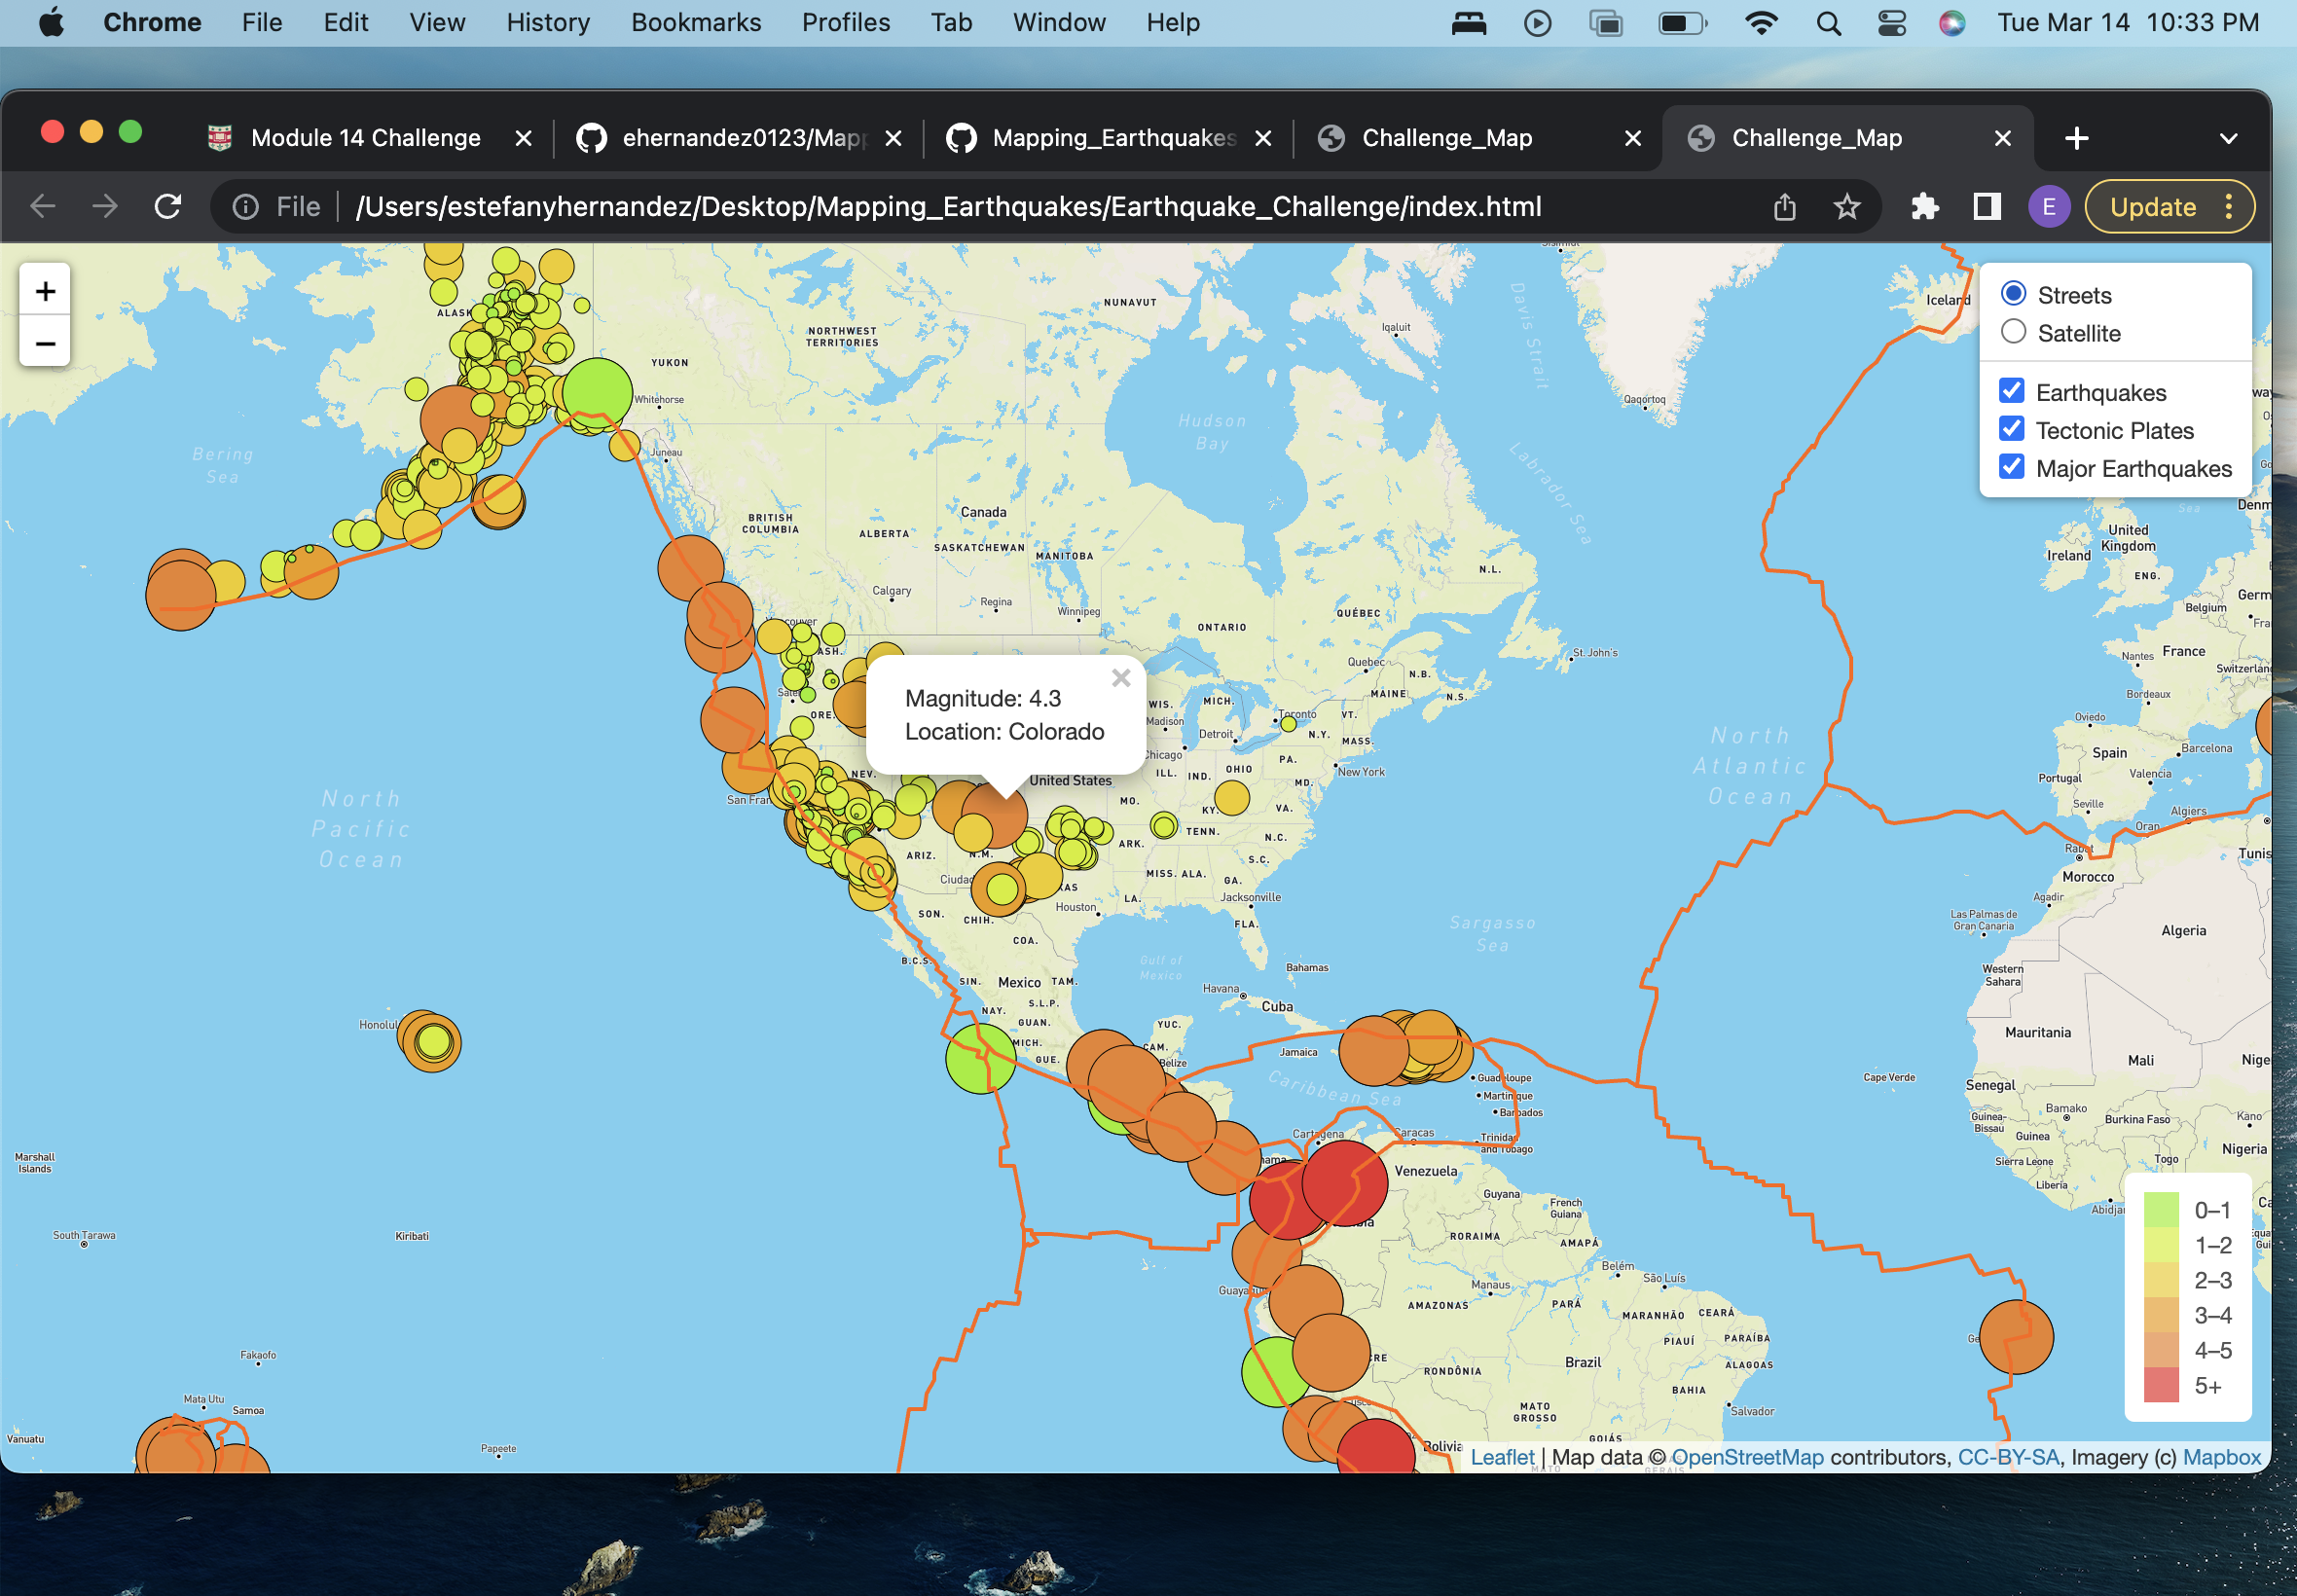 Chrome File Edit View History Bookmarks Profiles Tab Window Help Tue Mar 14 10:33 PM
Module 14 Challenge
ehernandez0123/Mapp
Mapping_Earthquakes
Challenge_Map
Challenge_Map
File /Users/estefanyhernandez/Desktop/Mapping_Earthquakes/Earthquake_Challenge/index.html
E
Update
+
−
Streets
Satellite
Earthquakes
Tectonic Plates
Major Earthquakes
Magnitude: 4.3
Location: Colorado
Iceland
NUNAVUT
NORTHWEST
TERRITORIES
Iqaluit
Davis Strait
YUKON
Whitehorse
Qaqortoq
Hudson
Bay
Labrador Sea
Bering
Sea
Juneau
BRITISH
COLUMBIA
Canada
ALBERTA
SASKATCHEWAN
MANITOBA
N.L.
Calgary
Regina
Winnipeg
QUÉBEC
ONTARIO
St. John's
Quebec
N.B.
MAINE
N.S.
United
Kingdom
Ireland
ENG.
Belgium
Nantes
France
Bordeaux
Oviedo
Spain
Barcelona
Portugal
Valencia
Seville
Algiers
Oran
Rabat
Morocco
Agadir
Las Palmas de
Gran Canaria
Algeria
Western
Sahara
Mauritania
Mali
ORE.
NEV.
WIS.
Madison
MICH.
Toronto
VT.
Detroit
N.Y.
MASS.
PA.
New York
ILL.
IND.
OHIO
MD.
United States
MO.
KY.
VA.
TENN.
N.C.
ARK.
S.C.
ARIZ.
N.M.
MISS.
ALA.
GA.
Jacksonville
LA.
Houston
FLA.
North
Pacific
Ocean
North
Atlantic
Ocean
Sargasso
Sea
SON.
CHIH.
COA.
B.C.S.
SIN.
Mexico
TAM.
S.L.P.
NAY.
GUAN.
MICH.
GUE.
YUC.
CAM.
Belize
Gulf of
Mexico
Bahamas
Havana
Cuba
Jamaica
Caribbean Sea
Guadeloupe
Martinique
Barbados
Cartagena
Caracas
Trinidad
and Tobago
Venezuela
Guyana
French
Guiana
RORAIMA
AMAPÁ
Belém
São Luís
Manaus
AMAZONAS
PARÁ
MARANHÃO
CEARÁ
PIAUÍ
PARAÍBA
ALAGOAS
RONDÔNIA
Brazil
BAHIA
MATO
GROSSO
Salvador
GOIÁS
Bolivia
Cape Verde
Senegal
Guinea-
Bissau
Bamako
Burkina Faso
Kano
Guinea
Nigeria
Togo
Sierra Leone
Liberia
Marshall
Islands
South Tarawa
Kiribati
Fakaofo
Mata Utu
Samoa
Vanuatu
Papeete
0–1
1–2
2–3
3–4
4–5
5+
Leaflet | Map data © OpenStreetMap contributors, CC-BY-SA, Imagery (c) Mapbox